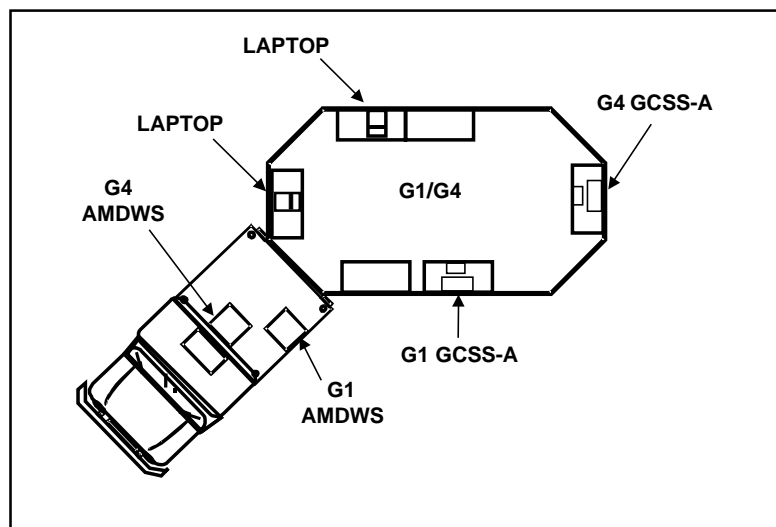 LAPTOP
G4 GCSS-A
LAPTOP
G1/G4
G4
AMDWS
G1 GCSS-A
G1
AMDWS